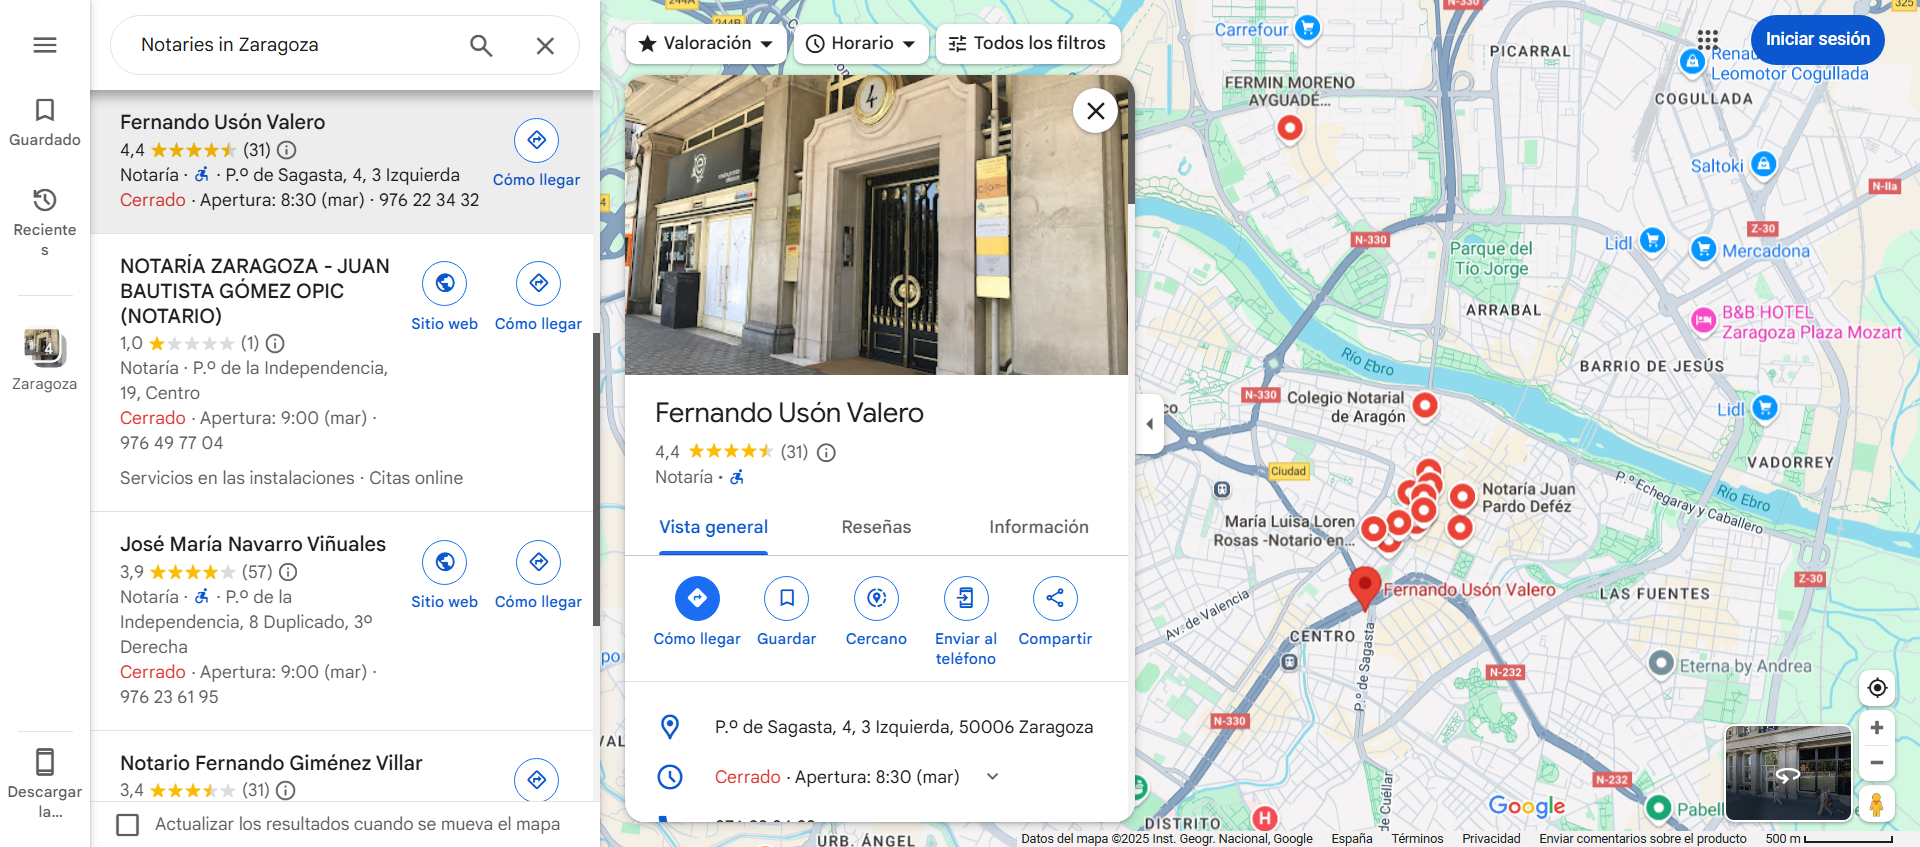 Notaries in Zaragoza
Guardado
Reciente
s
4
Zaragoza
Descargar
la...
Fernando Usón Valero
4,4 (31)
Notaría · P.º de Sagasta, 4, 3 Izquierda
Cerrado · Apertura: 8:30 (mar) · 976 22 34 32
Cómo llegar
NOTARÍA ZARAGOZA - JUAN
BAUTISTA GÓMEZ OPIC
(NOTARIO)
1,0 (1)
Notaría · P.º de la Independencia,
19, Centro
Cerrado · Apertura: 9:00 (mar) ·
976 49 77 04
Servicios en las instalaciones · Citas online
Sitio web
Cómo llegar
José María Navarro Viñuales
3,9 (57)
Notaría · P.º de la
Independencia, 8 Duplicado, 3º
Derecha
Cerrado · Apertura: 9:00 (mar) ·
976 23 61 95
Sitio web
Cómo llegar
Notario Fernando Giménez Villar
3,4 (31)
Actualizar los resultados cuando se mueva el mapa
Valoración
Horario
Todos los filtros
4
SE VENDE
Fernando Usón Valero
4,4 (31)
Notaría ·
Vista general
Reseñas
Información
Cómo llegar
Guardar
Cercano
Enviar al
teléfono
Compartir
P.º de Sagasta, 4, 3 Izquierda, 50006 Zaragoza
Cerrado · Apertura: 8:30 (mar)
Iniciar sesión
244A
244B
N-330
325
Carrefour
PICARRAL
Leomotor Cogullada
COGULLADA
FERMIN MORENO
AYGUADÉ...
Saltoki
N-IIa
Z-30
N-330
Parque del
Tío Jorge
Lidl
Mercadona
ARRABAL
B&B HOTEL
Zaragoza Plaza Mozart
Río Ebro
BARRIO DE JESÚS
N-330
Colegio Notarial
de Aragón
Lidl
Ciudad
VADORREY
P.º Echegaray y Caballero
Río Ebro
Notaría Juan
Pardo Deféz
María Luisa Loren
Rosas -Notario en...
Z-30
Fernando Usón Valero
LAS FUENTES
Av. de Valencia
CENTRO
P.º de Sagasta
N-232
Eterna by Andrea
N-330
N-232
de Cuéllar
Google
Pabell
DISTRITO
URB. ÁNGEL
Datos del mapa ©2025 Inst. Geogr. Nacional, Google
España
Términos
Privacidad
Enviar comentarios sobre el producto
500 m